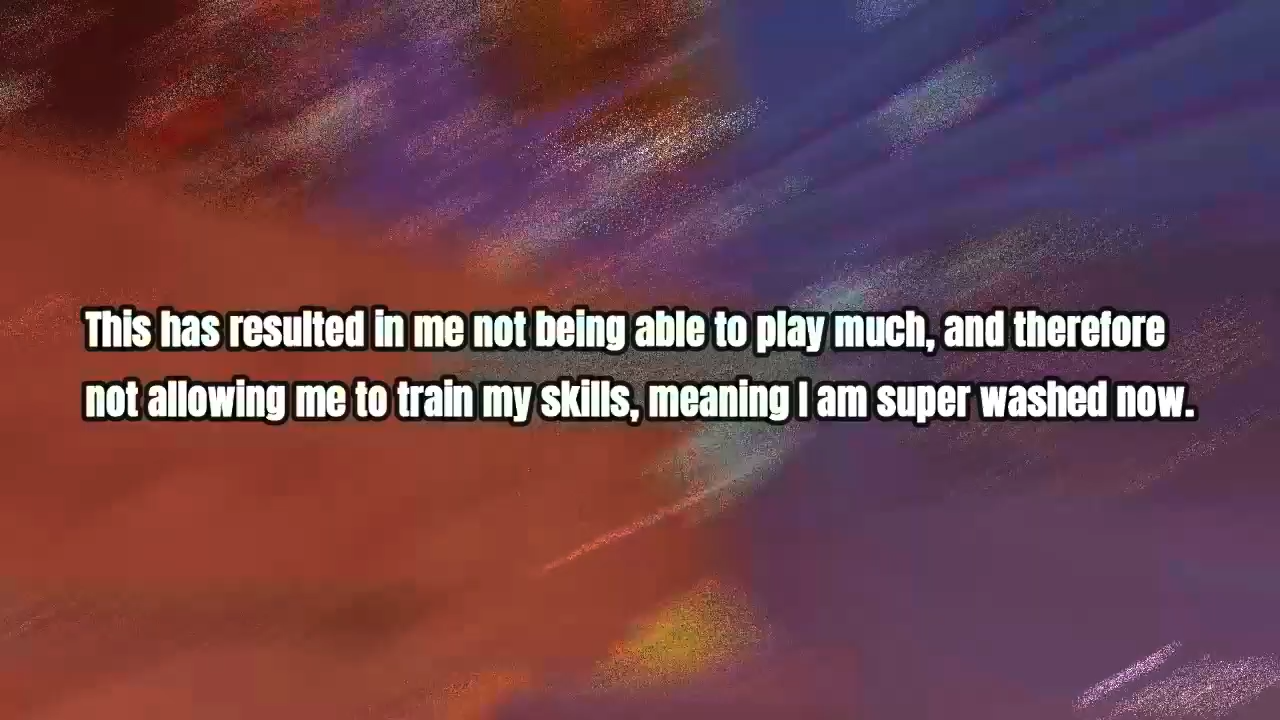 This has resulted in me not being able to play much, and therefore
not allowing me to train my skills, meaning I am super washed now.